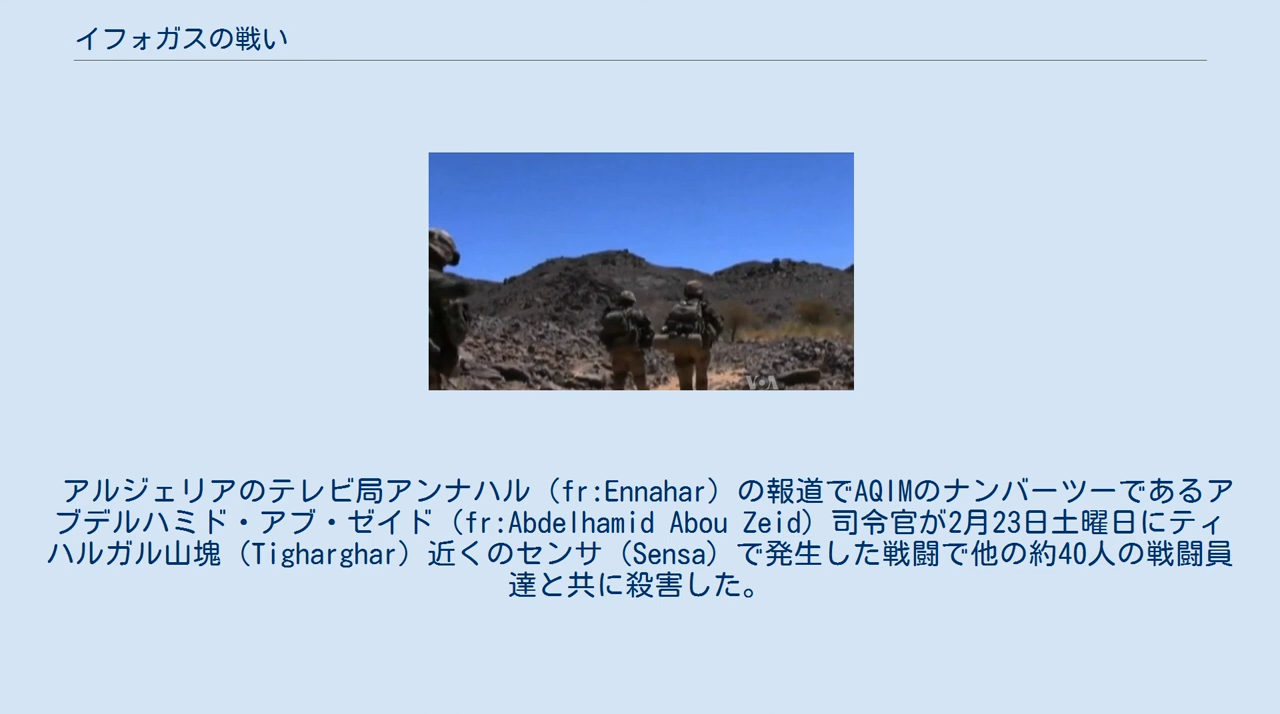 イフォガスの戦い
VOA
アルジェリアのテレビ局アンナハル（fr:Ennahar）の報道でAQIMのナンバーツーであるア
ブデルハミド・アブ・ゼイド（fr:Abdelhamid Abou Zeid）司令官が2月23日土曜日にティ
ハルガル山塊（Tigharghar）近くのセンサ（Sensa）で発生した戦闘で他の約40人の戦闘員
達と共に殺害した。